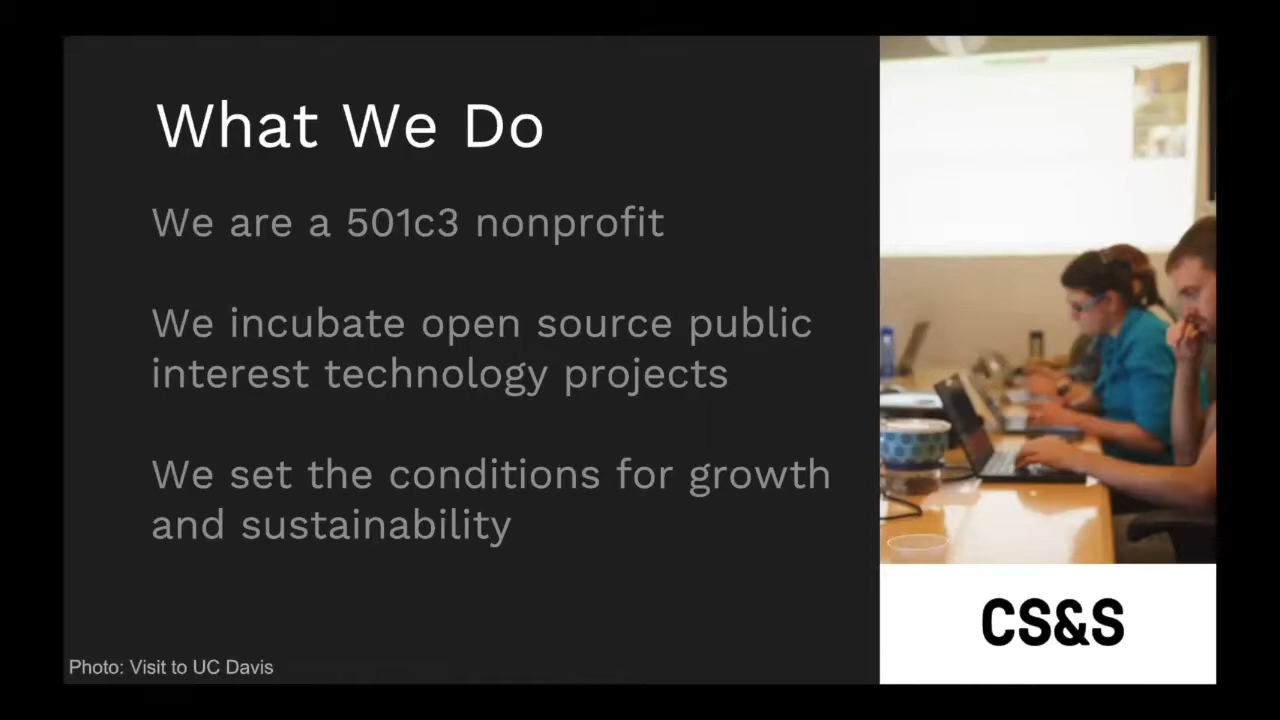 What We Do
We are a 501c3 nonprofit
We incubate open source public
interest technology projects
We set the conditions for growth
and sustainability
Photo: Visit to UC Davis
CS&S